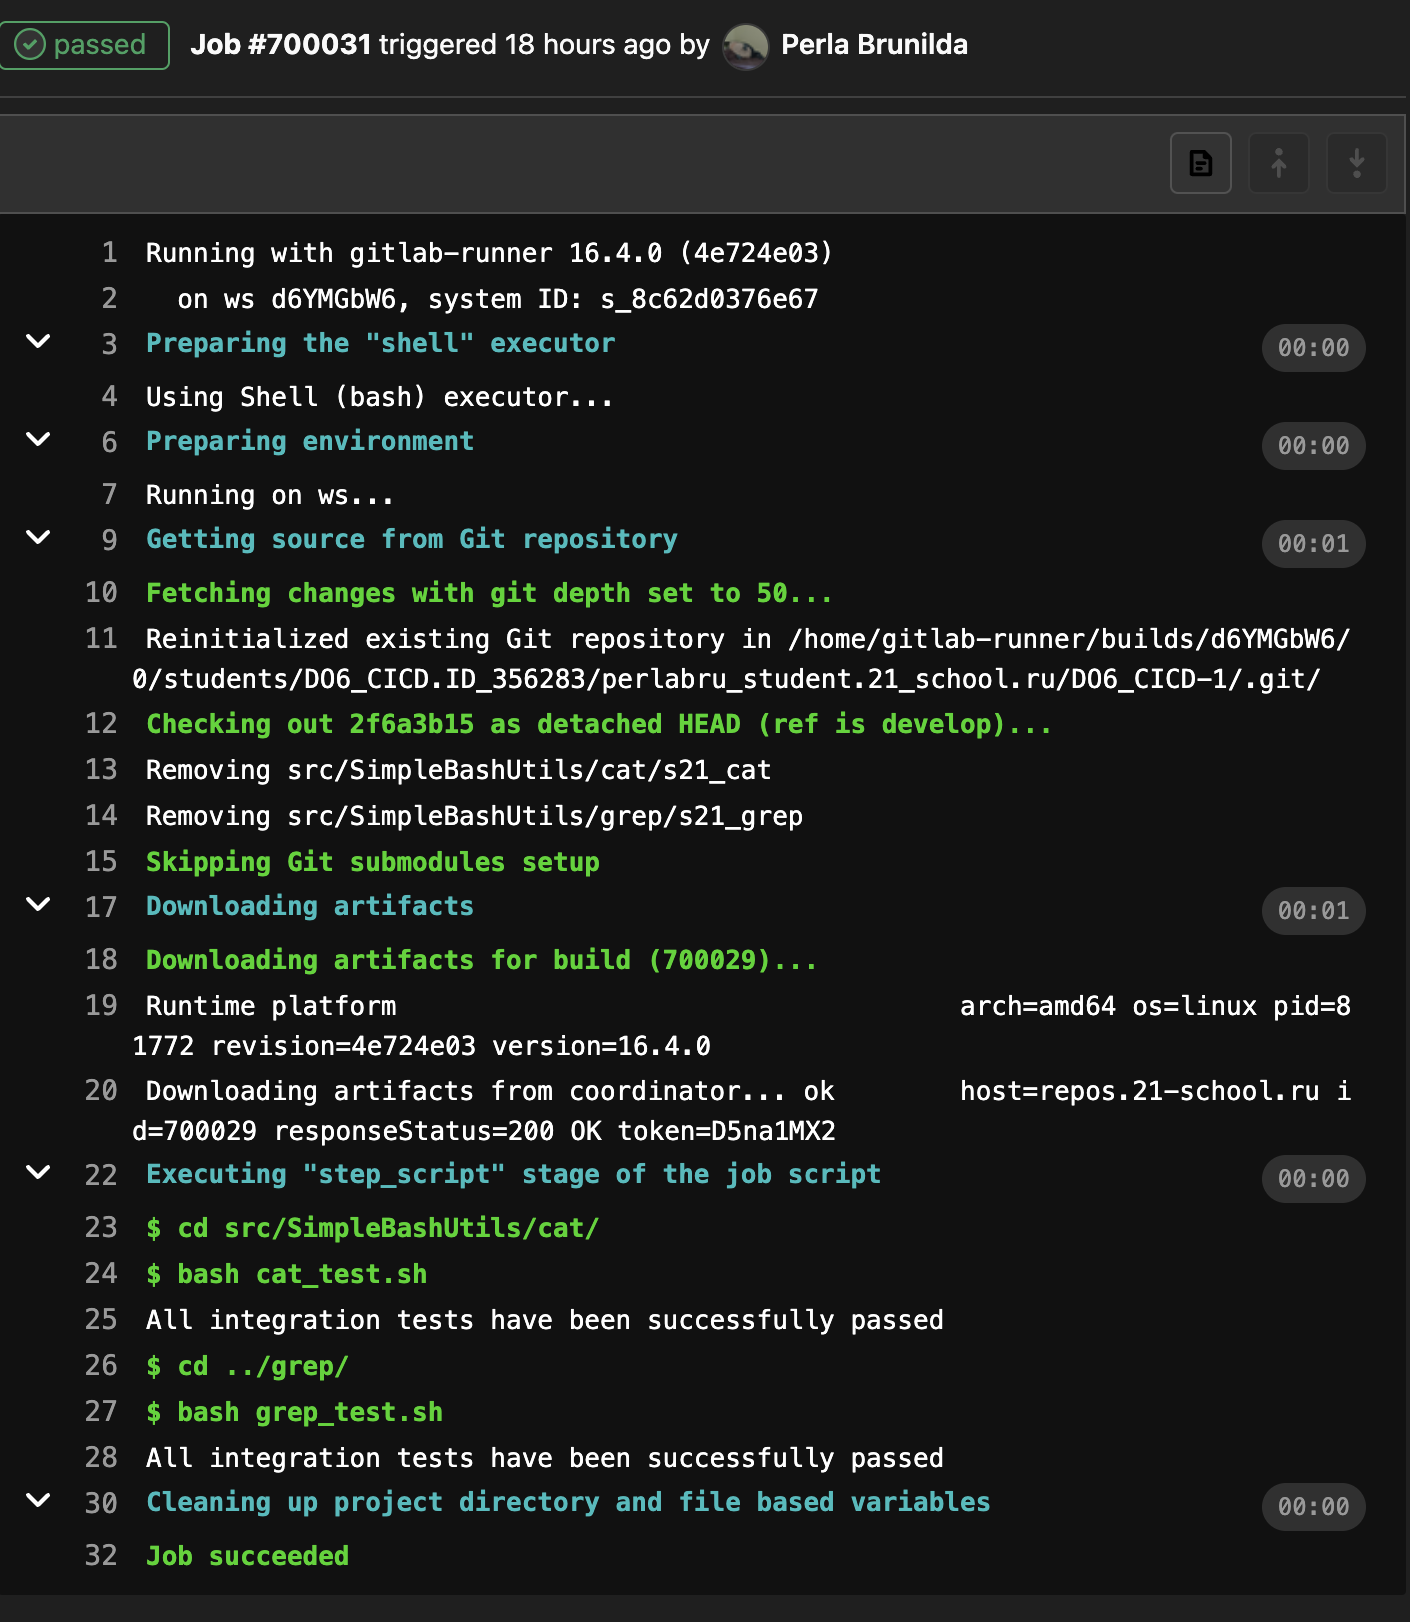 passed Job #700031 triggered 18 hours ago by Perla Brunilda
1 Running with gitlab-runner 16.4.0 (4e724e03)
2 on ws d6YMGbW6, system ID: s_8c62d0376e67
3 Preparing the "shell" executor 00:00
4 Using Shell (bash) executor...
6 Preparing environment 00:00
7 Running on ws...
9 Getting source from Git repository 00:01
10 Fetching changes with git depth set to 50...
11 Reinitialized existing Git repository in /home/gitlab-runner/builds/d6YMGbW6/
0/students/DO6_CICD.ID_356283/perlabru_student.21_school.ru/DO6_CICD-1/.git/
12 Checking out 2f6a3b15 as detached HEAD (ref is develop)...
13 Removing src/SimpleBashUtils/cat/s21_cat
14 Removing src/SimpleBashUtils/grep/s21_grep
15 Skipping Git submodules setup
17 Downloading artifacts 00:01
18 Downloading artifacts for build (700029)...
19 Runtime platform arch=amd64 os=linux pid=8
1772 revision=4e724e03 version=16.4.0
20 Downloading artifacts from coordinator... ok host=repos.21-school.ru i
d=700029 responseStatus=200 OK token=D5na1MX2
22 Executing "step_script" stage of the job script 00:00
23 $ cd src/SimpleBashUtils/cat/
24 $ bash cat_test.sh
25 All integration tests have been successfully passed
26 $ cd ../grep/
27 $ bash grep_test.sh
28 All integration tests have been successfully passed
30 Cleaning up project directory and file based variables 00:00
32 Job succeeded